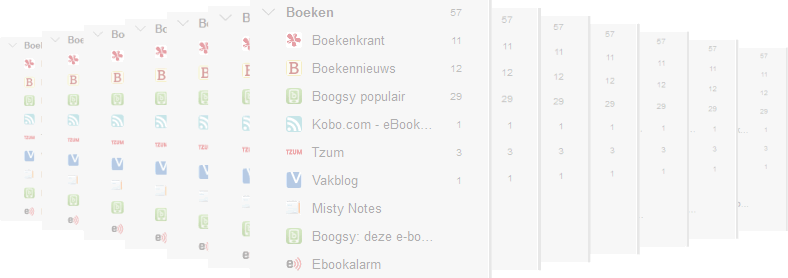 Boeken 57
Boekenkrant 11
Boekennieuws 12
Boogsy populair 29
Kobo.com - eBook... 1
TZUM Tzum 3
Vakblog 1
Misty Notes
Boogsy: deze e-bo...
Ebookalarm